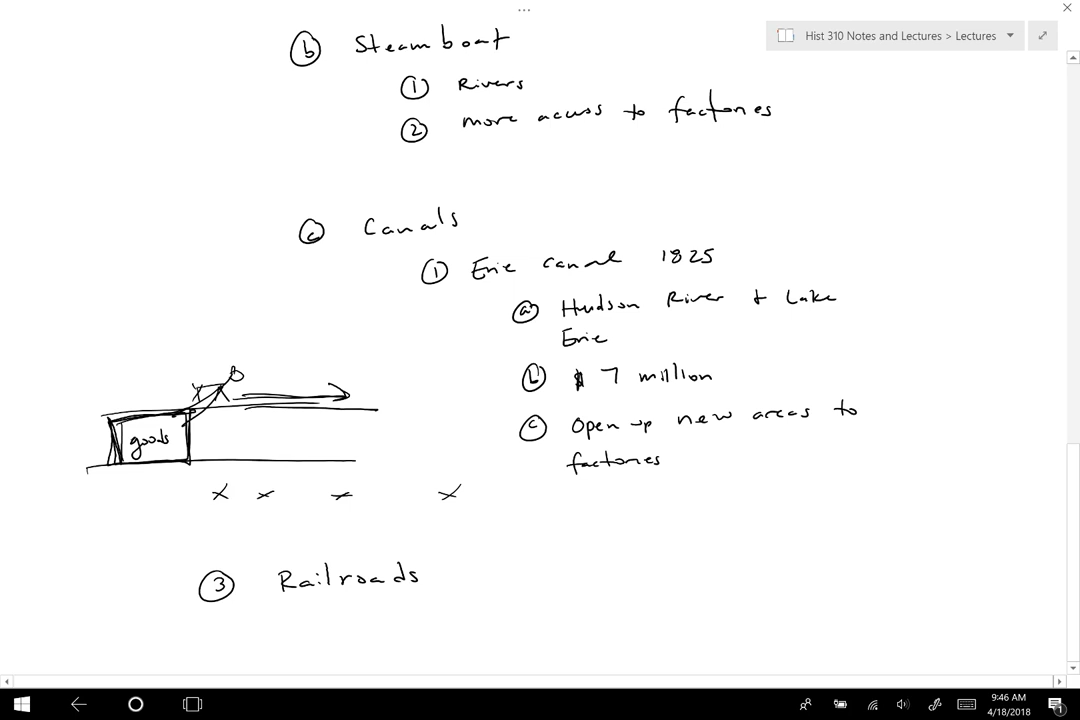 Hist 310 Notes and Lectures > Lectures
b Steamboat
1 Rivers
2 more access to factories
c Canals
1 Erie canal 1825
a Hudson River + Lake
Erie
b $7 million
c Open up new areas to
factories
goods
3 Railroads
9:46 AM
4/18/2018
1